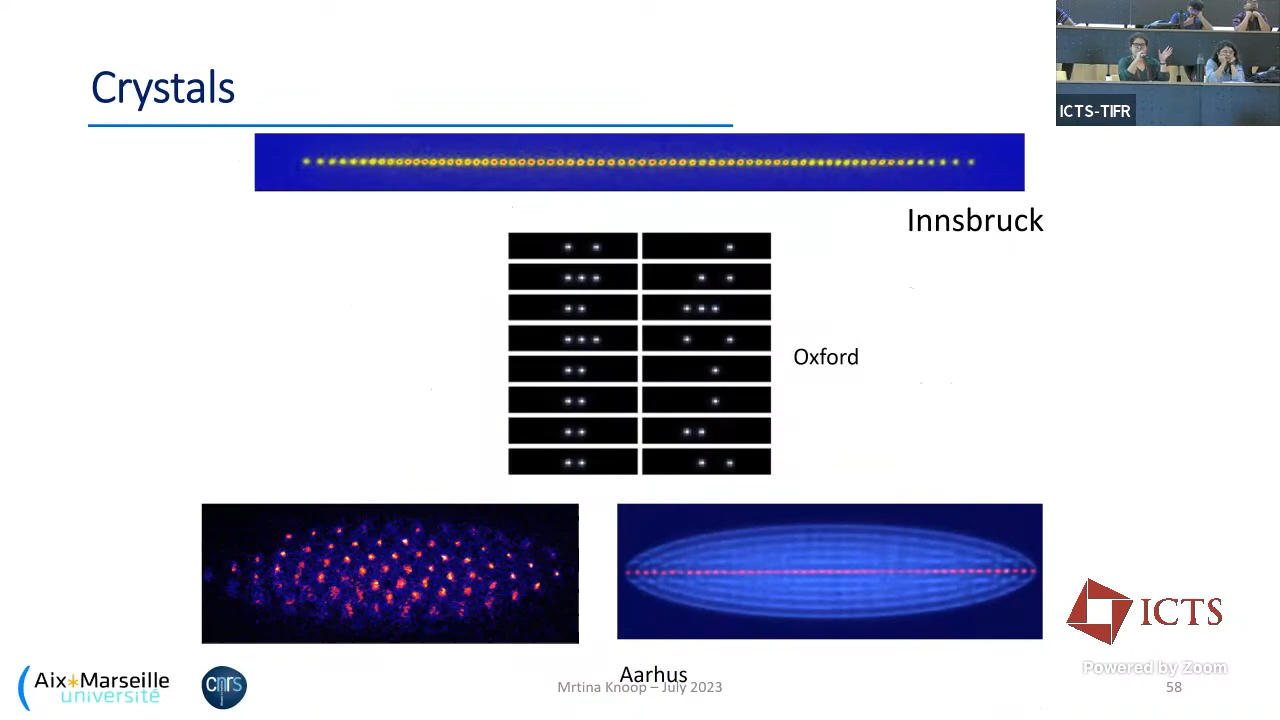 Crystals
ICTS-TIFR
Innsbruck
Oxford
ICTS
Aarhus
Powered by Zoom
Aix*Marseille
université
cnrs
Mrtina Knoop – July 2023
58